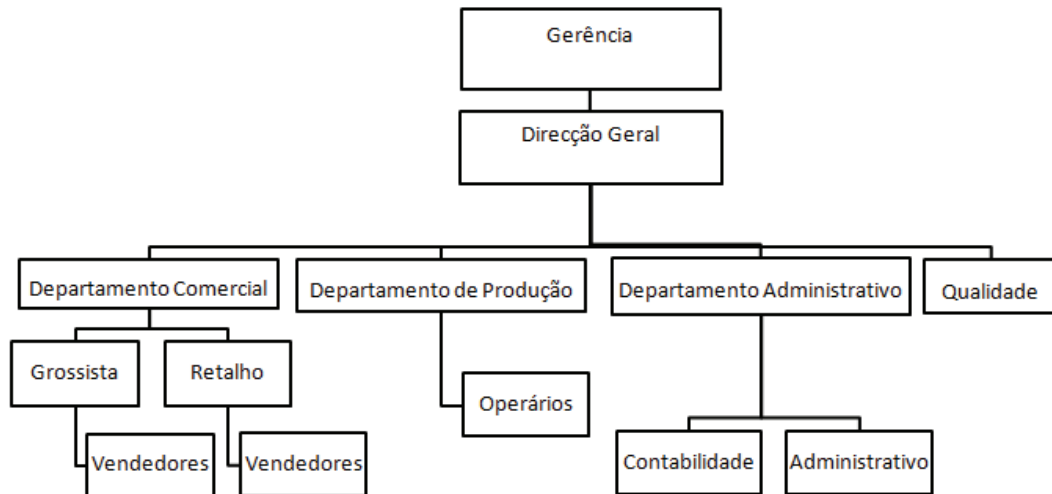 Gerência
Direcção Geral
Departamento Comercial
Departamento de Produção
Departamento Administrativo
Qualidade
Grossista
Retalho
Operários
Vendedores
Vendedores
Contabilidade
Administrativo